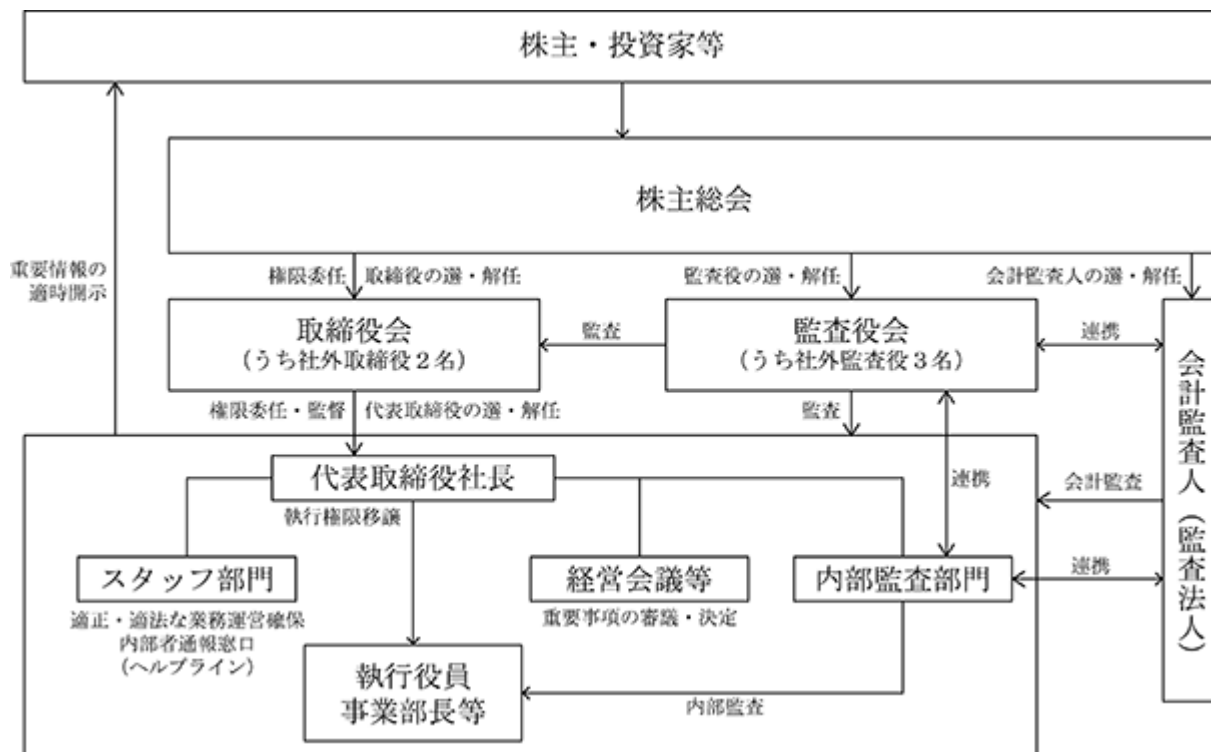 株主・投資家等
株主総会
重要情報の
適時開示
権限委任
取締役の選・解任
監査役の選・解任
会計監査人の選・解任
取締役会
（うち社外取締役２名）
監査
監査役会
（うち社外監査役３名）
連携
会計監査人（監査法人）
権限委任・監督
代表取締役の選・解任
監査
代表取締役社長
執行権限移譲
連携
会計監査
スタッフ部門
適正・適法な業務運営確保
内部者通報窓口
（ヘルプライン）
経営会議等
重要事項の審議・決定
内部監査部門
連携
執行役員
事業部長等
内部監査